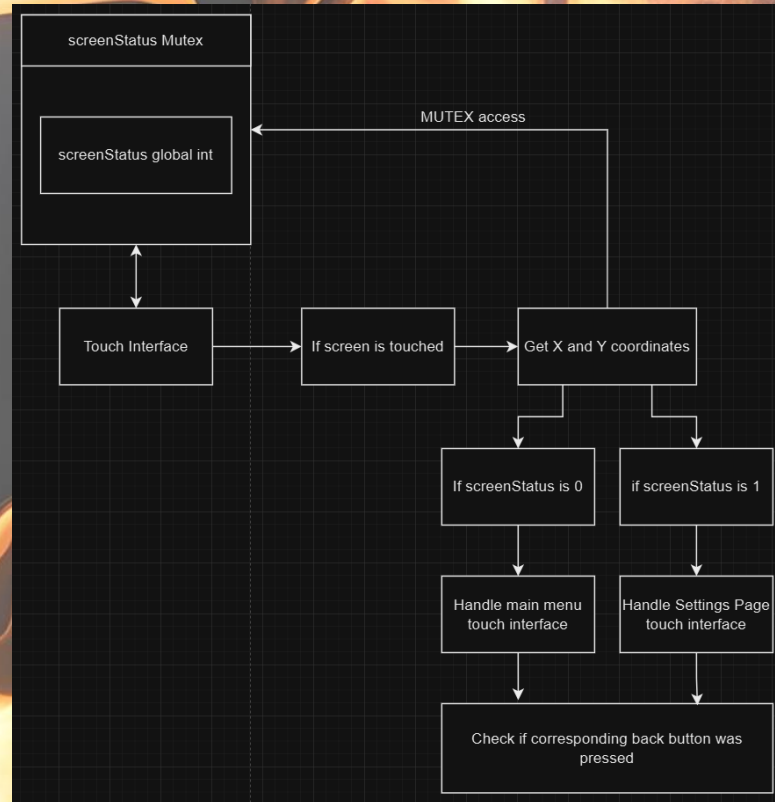 screenStatus Mutex
MUTEX access
screenStatus global int
Touch Interface
If screen is touched
Get X and Y coordinates
If screenStatus is 0
if screenStatus is 1
Handle main menu
touch interface
Handle Settings Page
touch interface
Check if corresponding back button was
pressed